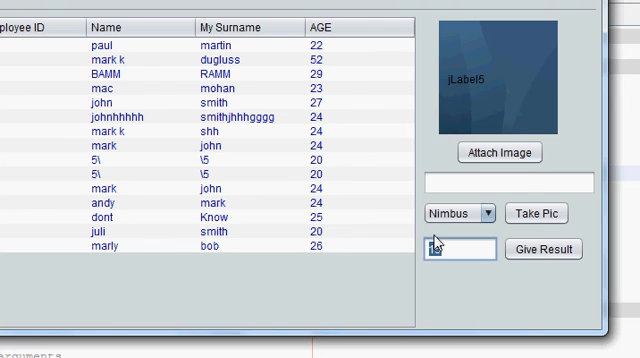 ployee ID Name My Surname AGE
paul martin 22
mark k dugluss 52
BAMM RAMM 29
mac mohan 23
john smith 27
johnhhhhh smithjhhhgggg 24
mark k shh 24
mark john 24
5\ \5 20
5\ \5 20
mark john 24
andy mark 24
dont Know 25
juli smith 20
marly bob 26
jLabel5
Attach Image
Nimbus Take Pic
Give Result
arguments